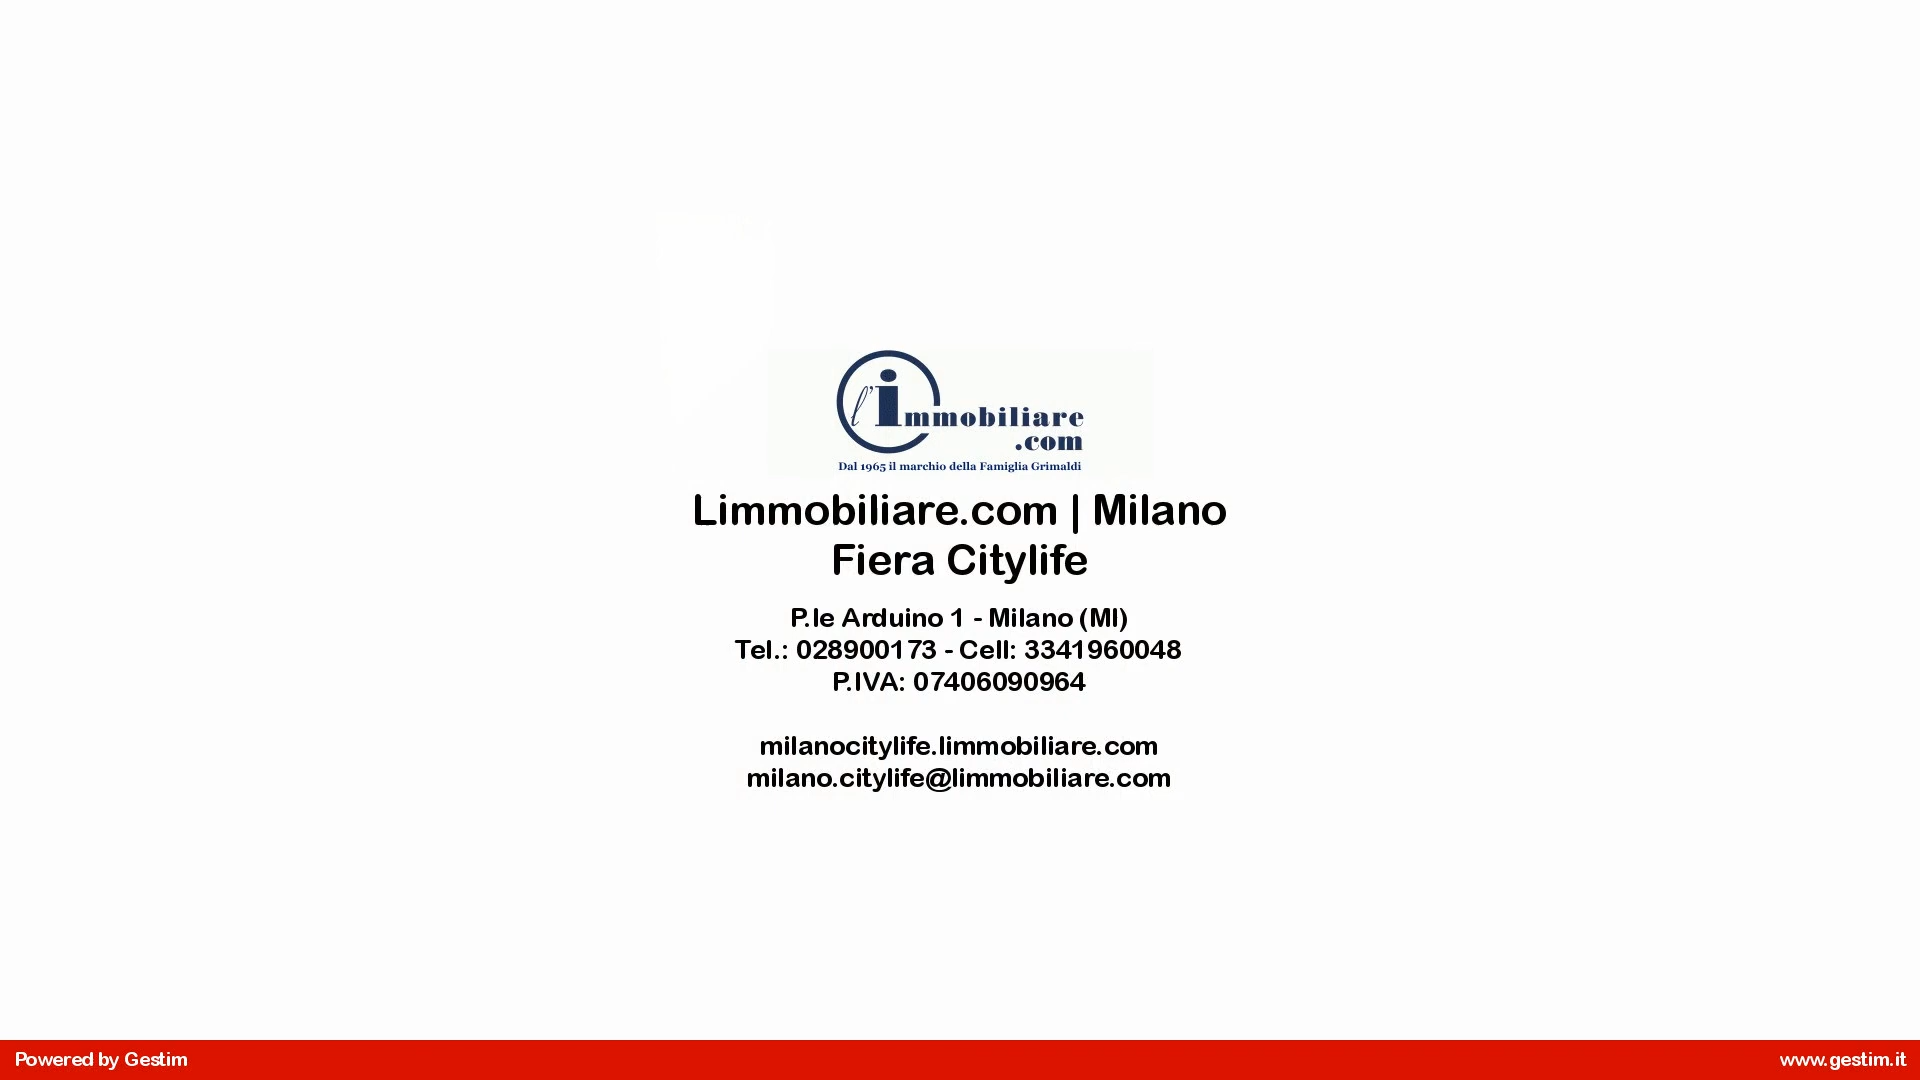 l'immobiliare
.com
Dal 1965 il marchio della Famiglia Grimaldi
Limmobiliare.com | Milano
Fiera Citylife
P.le Arduino 1 - Milano (MI)
Tel.: 028900173 - Cell: 3341960048
P.IVA: 07406090964
milanocitylife.limmobiliare.com
milano.citylife@limmobiliare.com
Powered by Gestim
www.gestim.it